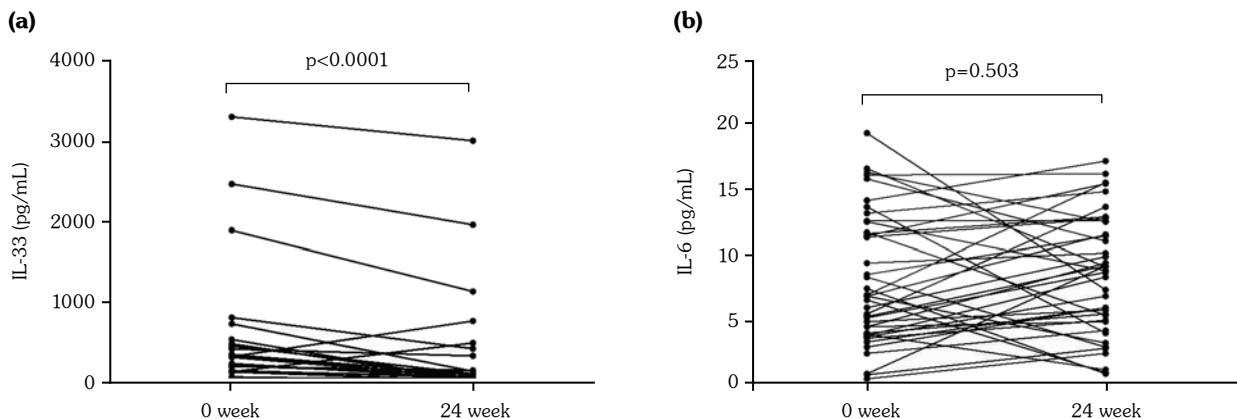 (a)
p<0.0001
4000
3000
2000
1000
0
IL-33 (pg/mL)
0 week
24 week
(b)
p=0.503
25
20
15
10
5
0
IL-6 (pg/mL)
0 week
24 week